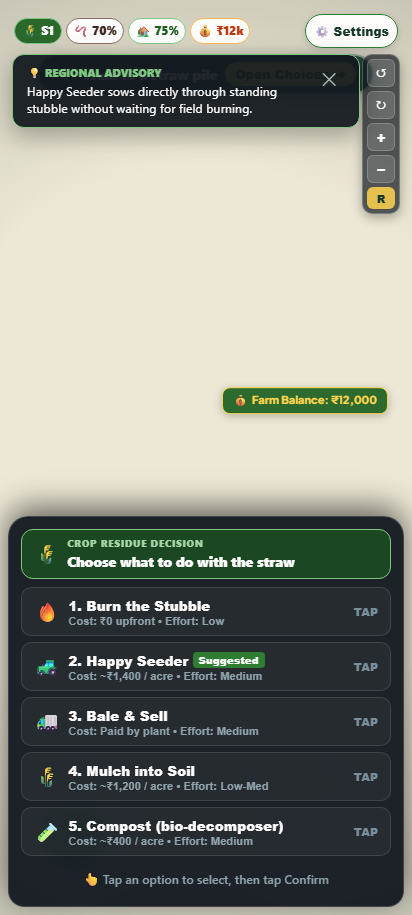 S1
70%
75%
₹12k
Settings
REGIONAL ADVISORY
Happy Seeder sows directly through standing
stubble without waiting for field burning.
↺
↻
+
−
R
Farm Balance: ₹12,000
CROP RESIDUE DECISION
Choose what to do with the straw
1. Burn the Stubble
Cost: ₹0 upfront • Effort: Low
TAP
2. Happy Seeder Suggested
Cost: ~₹1,400 / acre • Effort: Medium
TAP
3. Bale & Sell
Cost: Paid by plant • Effort: Medium
TAP
4. Mulch into Soil
Cost: ~₹1,200 / acre • Effort: Low-Med
TAP
5. Compost (bio-decomposer)
Cost: ~₹400 / acre • Effort: Medium
TAP
Tap an option to select, then tap Confirm